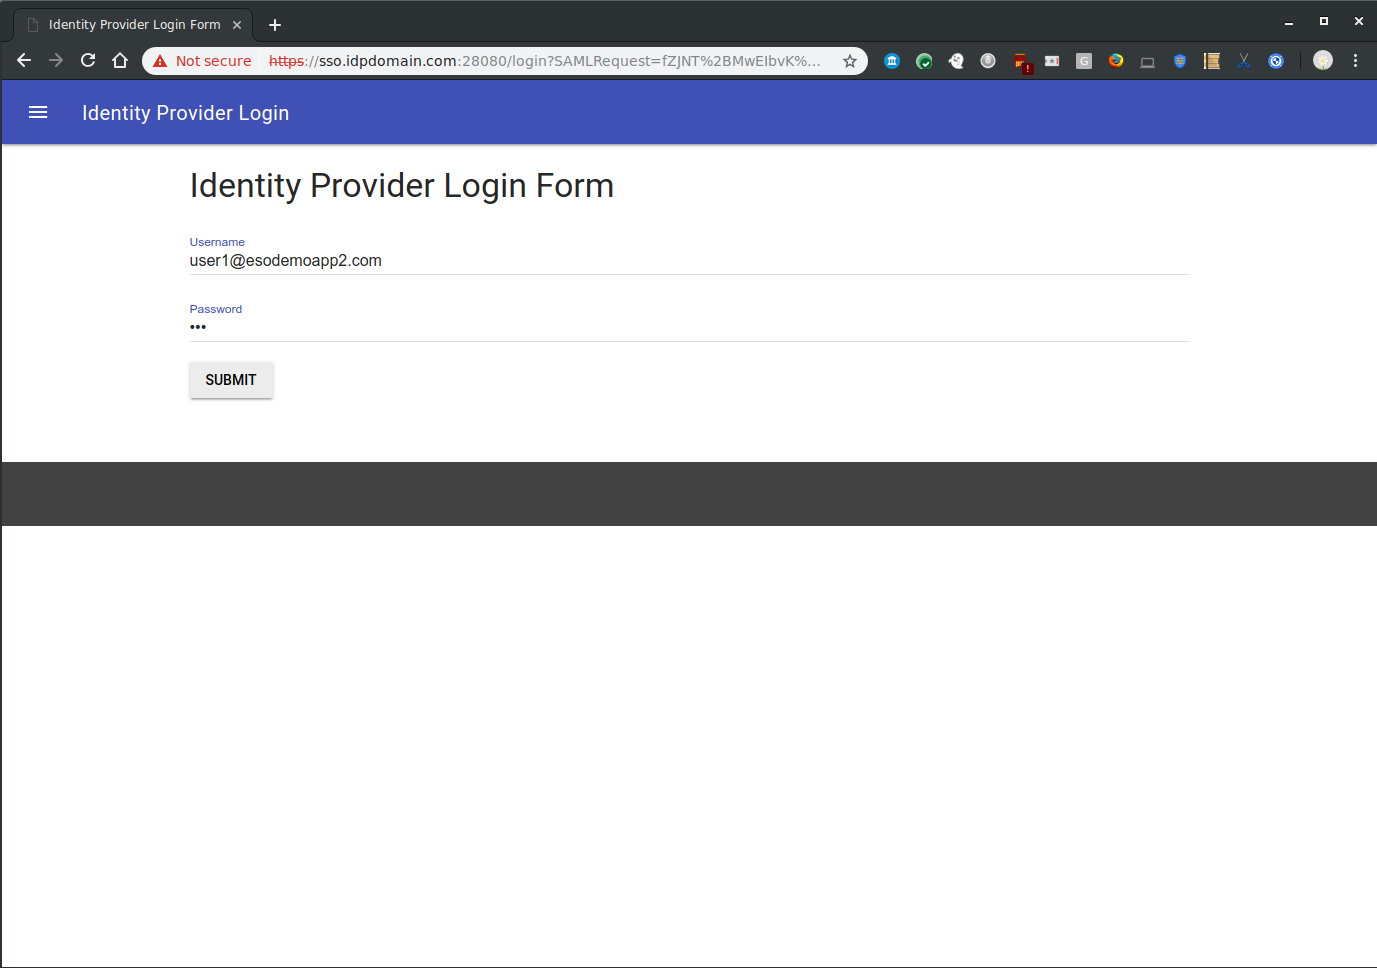 Identity Provider Login Form
Not secure https://sso.idpdomain.com:28080/login?SAMLRequest=fZJNT%2BMwEIbvK%...
Identity Provider Login
Identity Provider Login Form
Username
user1@esodemoapp2.com
Password
•••
SUBMIT